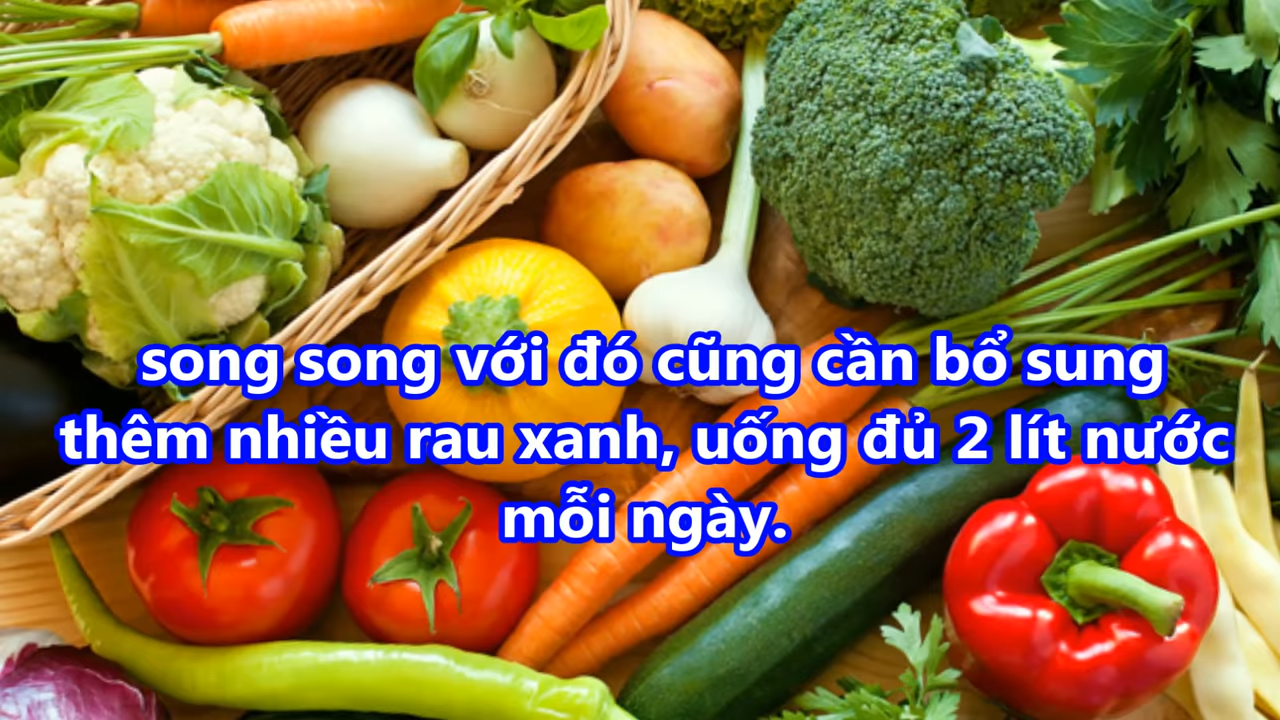 song song với đó cũng cần bổ sung
thêm nhiều rau xanh, uống đủ 2 lít nước
mỗi ngày.